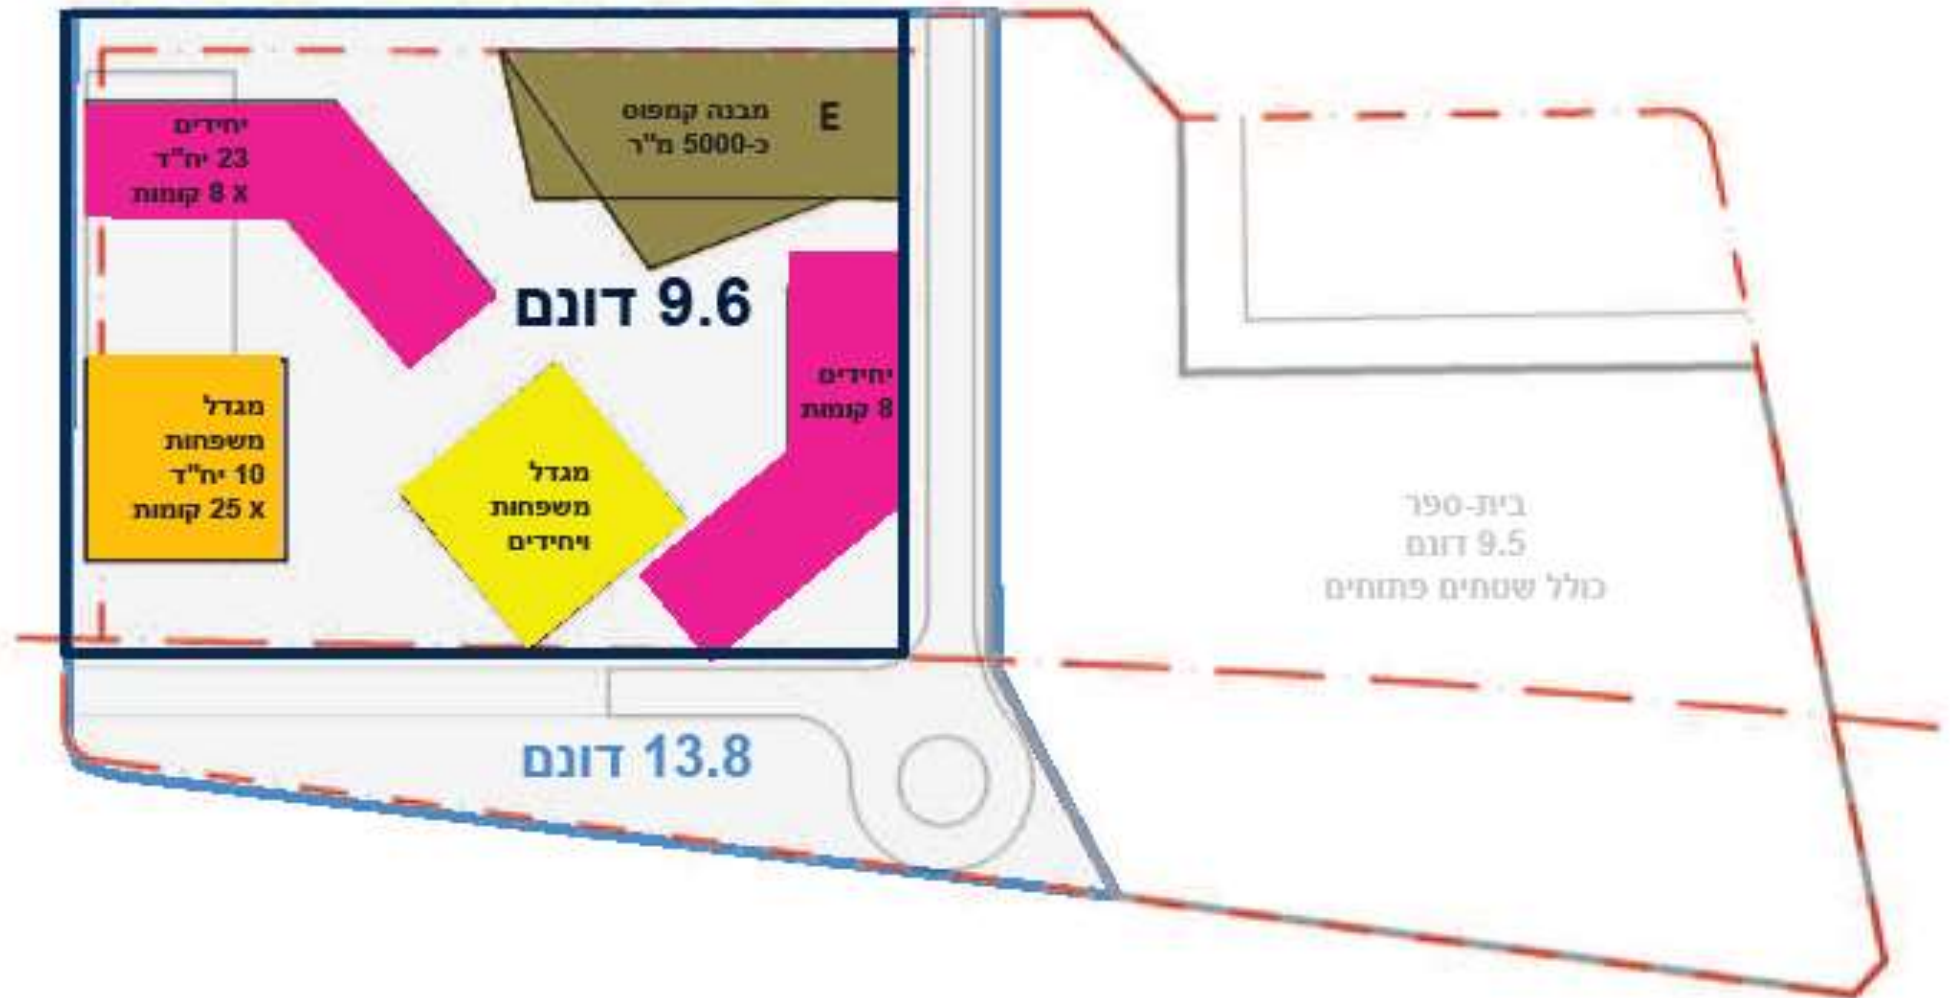 מבנה קמפוס
כ-5000 מ"ר
E
יחידים
23 יח"ד
x 8 קומות
9.6 דונם
יחידים
8 קומות
מגדל
משפחות
10 יח"ד
x 25 קומות
מגדל
משפחות
ויחידים
בית-ספר
9.5 דונם
כולל שטחים פתוחים
13.8 דונם